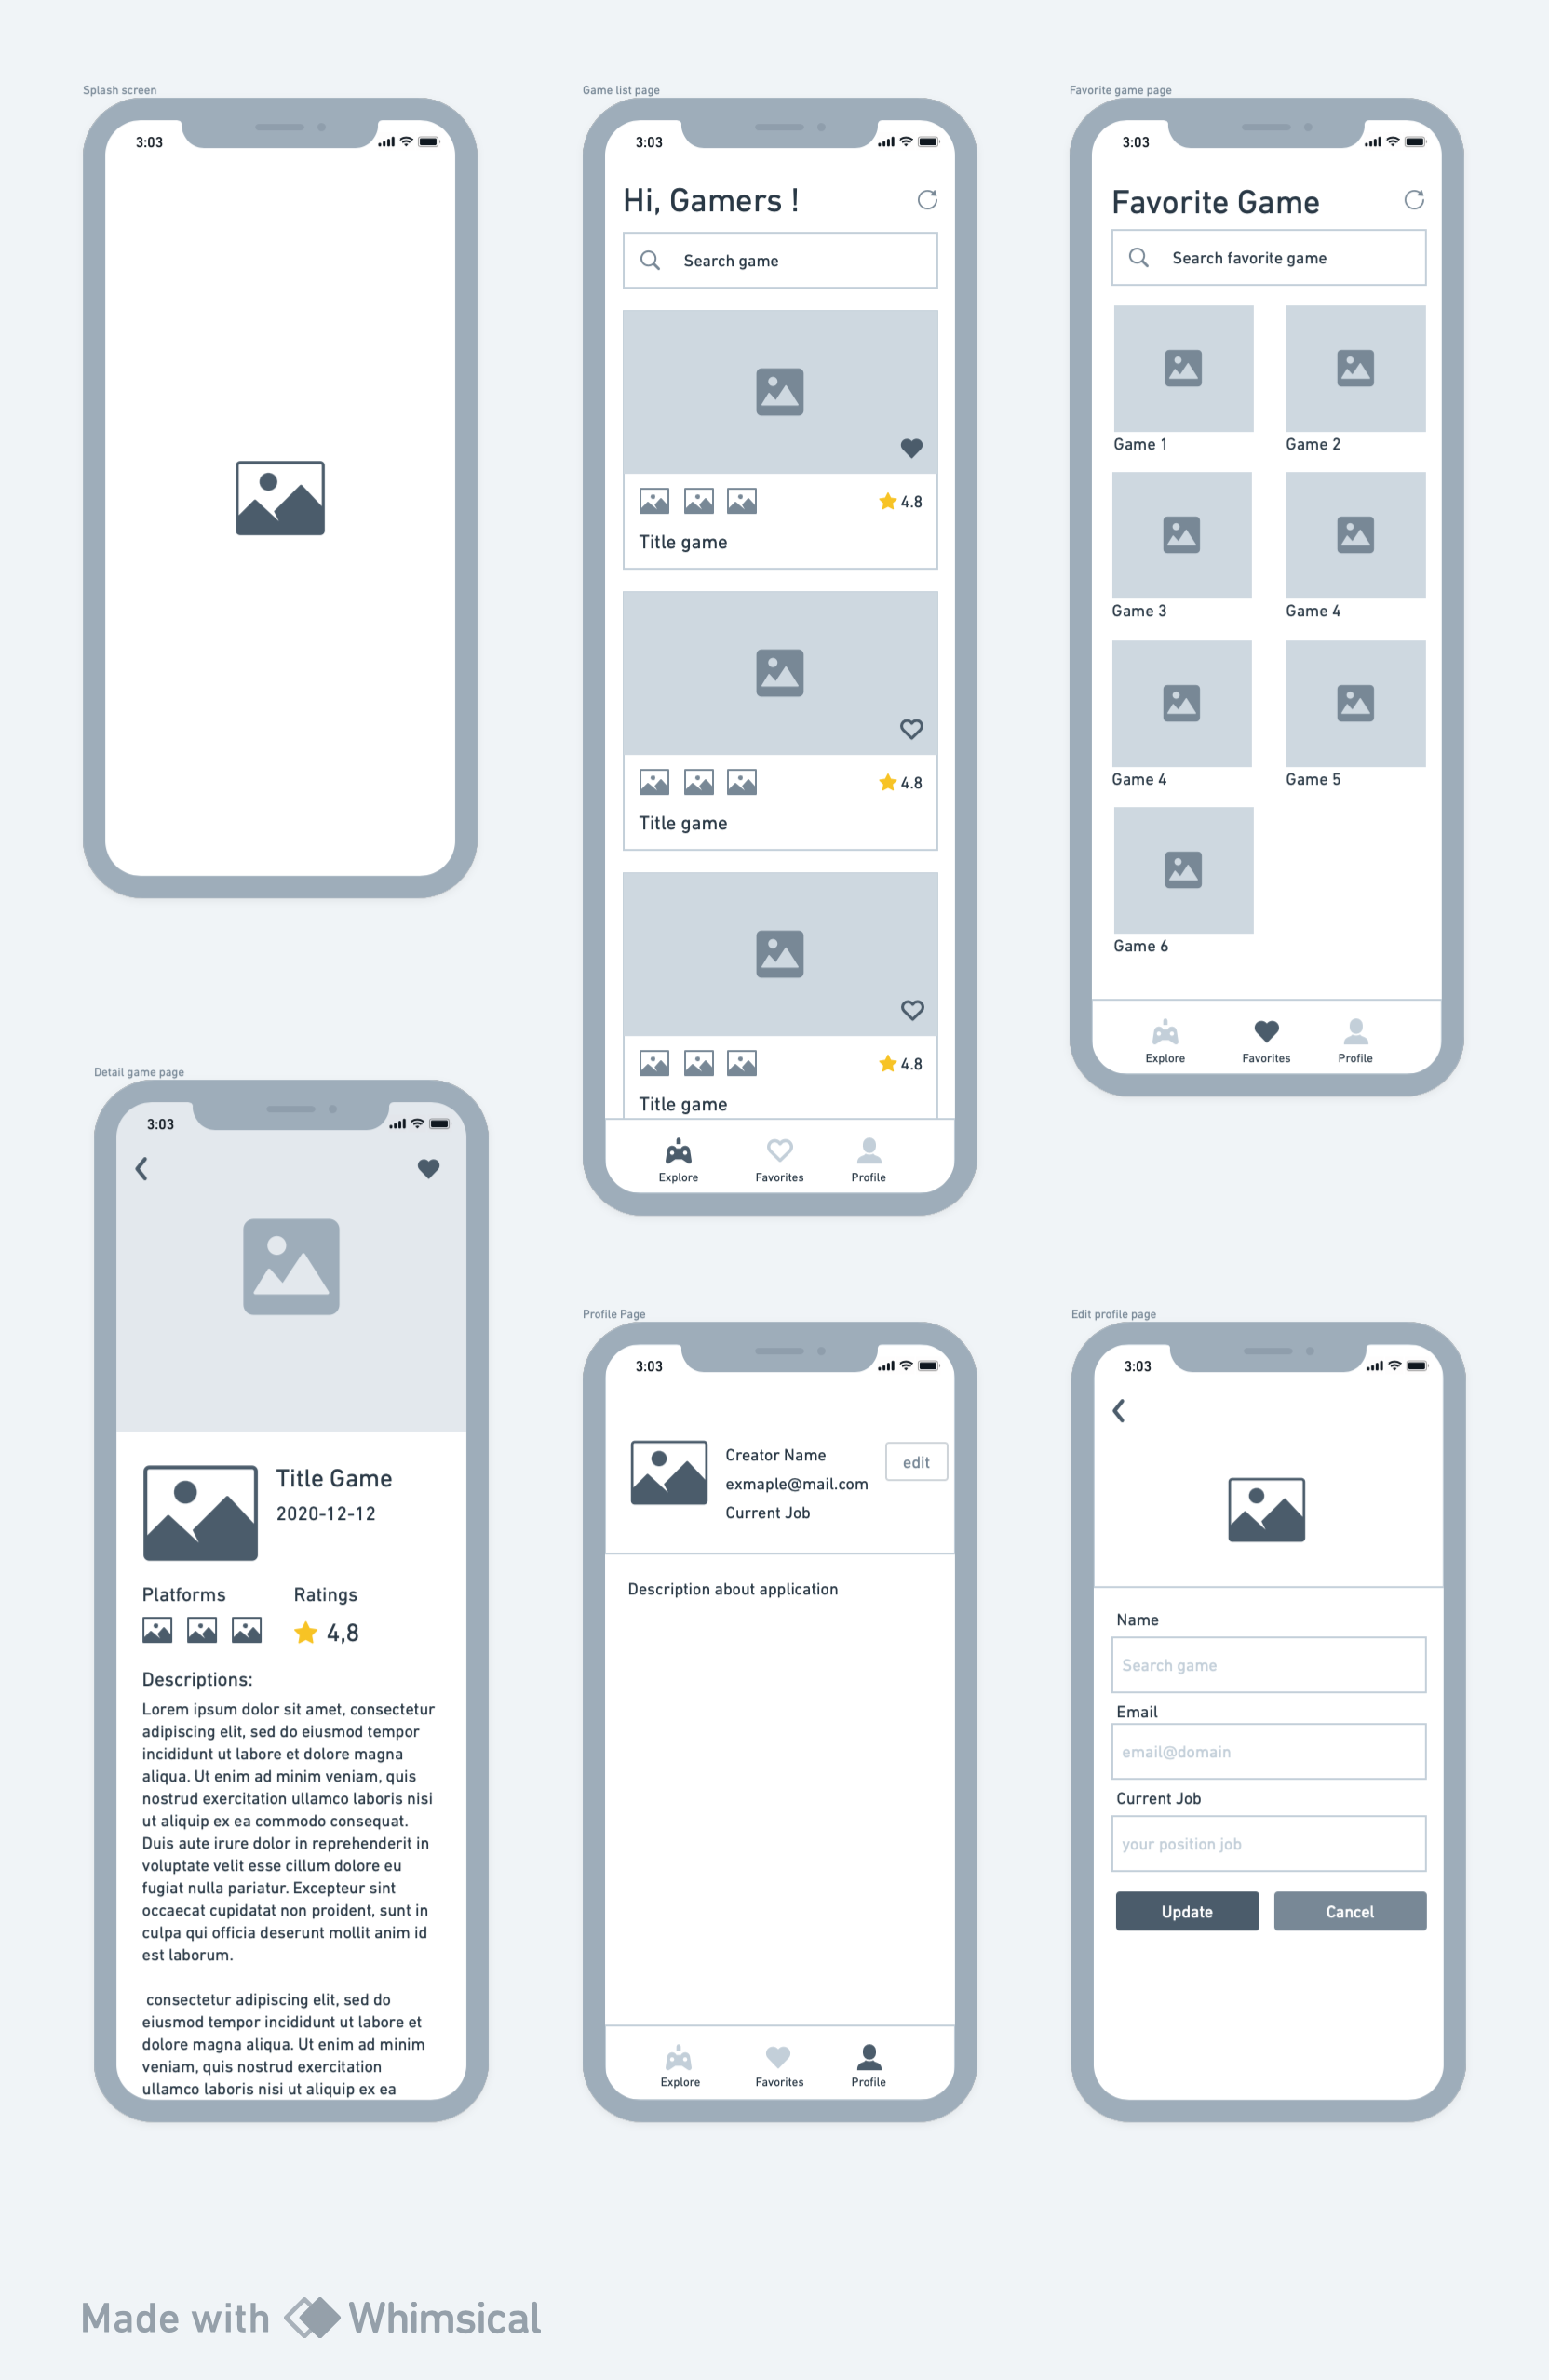 Splash screen
3:03
Game list page
3:03
Hi, Gamers !
Search game
4.8
Title game
4.8
Title game
4.8
Title game
Explore
Favorites
Profile
Favorite game page
3:03
Favorite Game
Search favorite game
Game 1
Game 2
Game 3
Game 4
Game 4
Game 5
Game 6
Explore
Favorites
Profile
Detail game page
3:03
Title Game
2020-12-12
Platforms
Ratings
4,8
Descriptions:
Lorem ipsum dolor sit amet, consectetur
adipiscing elit, sed do eiusmod tempor
incididunt ut labore et dolore magna
aliqua. Ut enim ad minim veniam, quis
nostrud exercitation ullamco laboris nisi
ut aliquip ex ea commodo consequat.
Duis aute irure dolor in reprehenderit in
voluptate velit esse cillum dolore eu
fugiat nulla pariatur. Excepteur sint
occaecat cupidatat non proident, sunt in
culpa qui officia deserunt mollit anim id
est laborum.
consectetur adipiscing elit, sed do
eiusmod tempor incididunt ut labore et
dolore magna aliqua. Ut enim ad minim
veniam, quis nostrud exercitation
ullamco laboris nisi ut aliquip ex ea
Profile Page
3:03
Creator Name
exmaple@mail.com
Current Job
edit
Description about application
Explore
Favorites
Profile
Edit profile page
3:03
Name
Search game
Email
email@domain
Current Job
your position job
Update
Cancel
Made with Whimsical